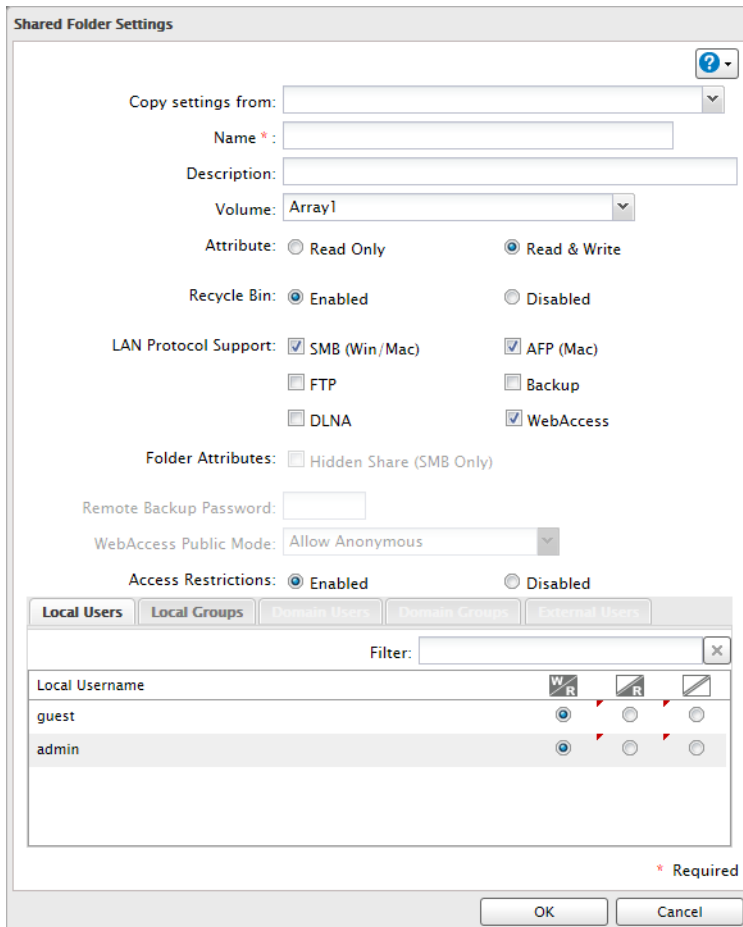 Shared Folder Settings
?
Copy settings from:
Name * :
Description:
Volume: Array1
Attribute: Read Only Read & Write
Recycle Bin: Enabled Disabled
LAN Protocol Support: SMB (Win/Mac) AFP (Mac)
FTP Backup
DLNA WebAccess
Folder Attributes: Hidden Share (SMB Only)
Remote Backup Password:
WebAccess Public Mode: Allow Anonymous
Access Restrictions: Enabled Disabled
Local Users Local Groups Domain Users Domain Groups External Users
Filter:
Local Username W/R R
guest
admin
* Required
OK Cancel